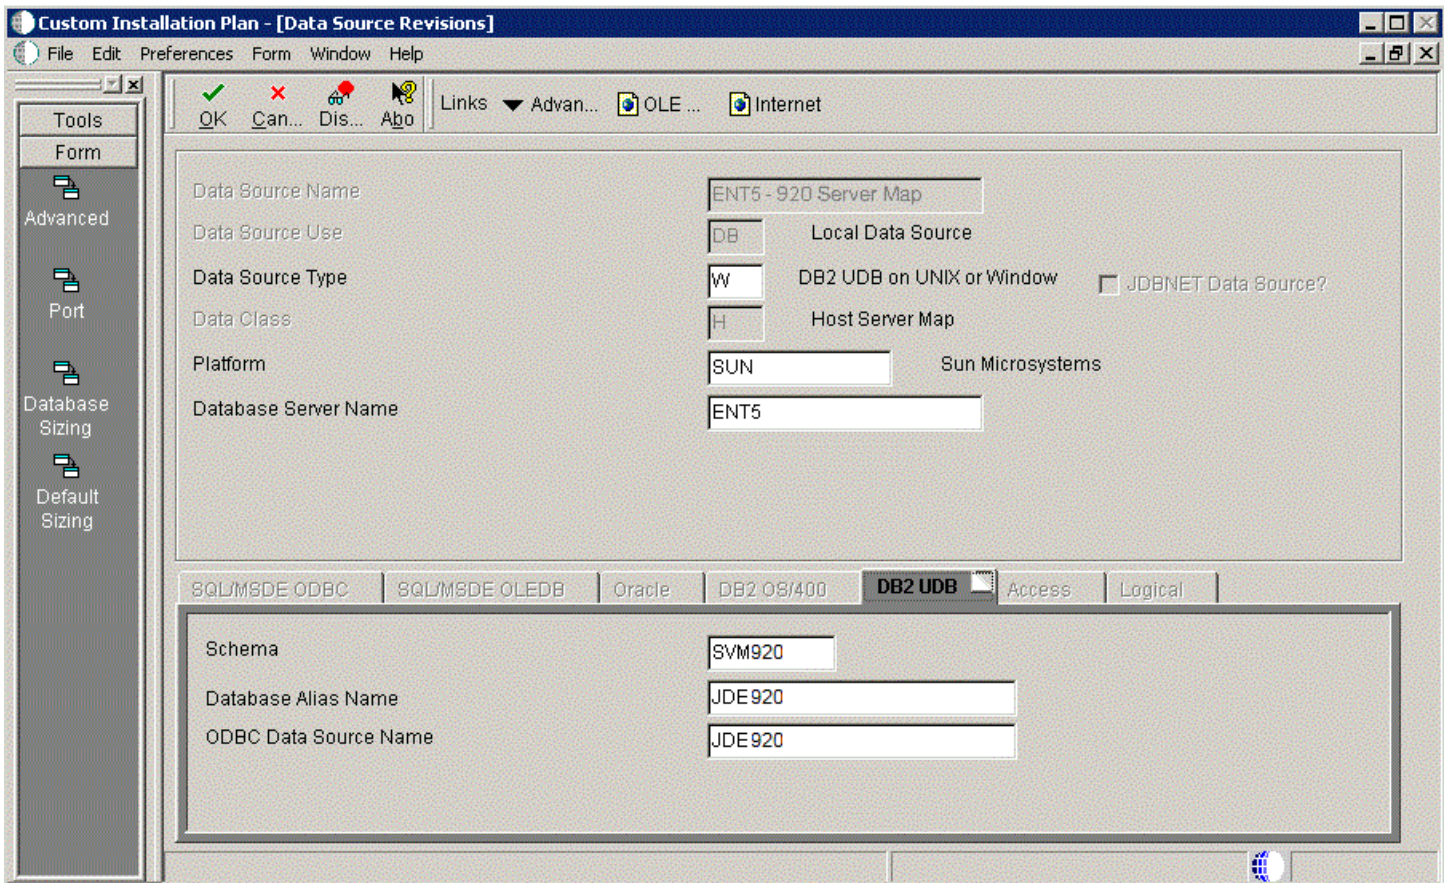 Custom Installation Plan - [Data Source Revisions]
File Edit Preferences Form Window Help
Tools
Form
Advanced
Port
Database
Sizing
Default
Sizing
OK Can... Dis... Abo Links Advan... OLE ... Internet
Data Source Name ENT5 - 920 Server Map
Data Source Use DB Local Data Source
Data Source Type W DB2 UDB on UNIX or Window JDBNET Data Source?
Data Class H Host Server Map
Platform SUN Sun Microsystems
Database Server Name ENT5
SQL/MSDE ODBC SQL/MSDE OLEDB Oracle DB2 OS/400 DB2 UDB Access Logical
Schema SVM920
Database Alias Name JDE920
ODBC Data Source Name JDE920